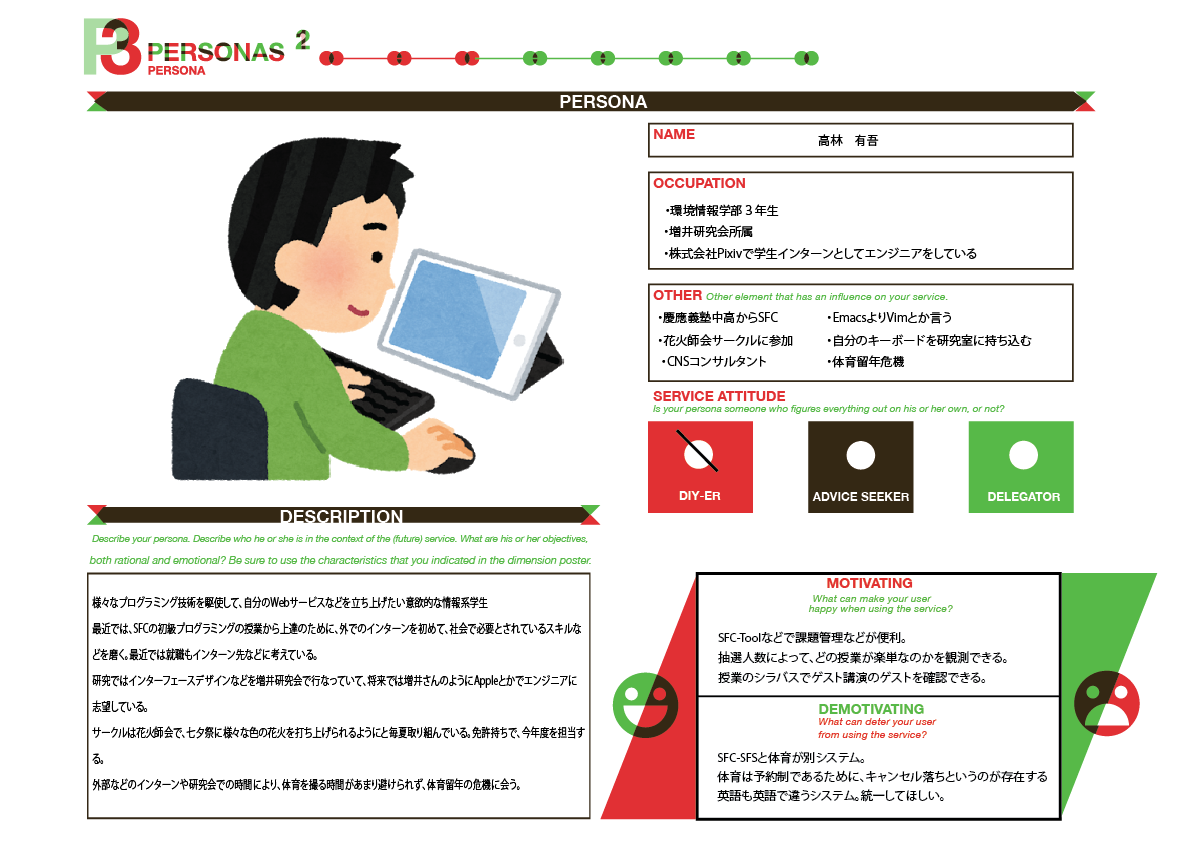 P3 PERSONAS 2
PERSONA
PERSONA
NAME
高林　有吾
OCCUPATION
・環境情報学部３年生
・増井研究会所属
・株式会社Pixivで学生インターンとしてエンジニアをしている
OTHER Other element that has an influence on your service.
・慶應義塾中高からSFC
・EmacsよりVimとか言う
・花火師会サークルに参加
・自分のキーボードを研究室に持ち込む
・CNSコンサルタント
・体育留年危機
SERVICE ATTITUDE
Is your persona someone who figures everything out on his or her own, or not?
DIY-ER
ADVICE SEEKER
DELEGATOR
DESCRIPTION
Describe your persona. Describe who he or she is in the context of the (future) service. What are his or her objectives,
both rational and emotional? Be sure to use the characteristics that you indicated in the dimension poster.
様々なプログラミング技術を駆使して、自分のWebサービスなどを立ち上げたい意欲的な情報系学生
最近では、SFCの初級プログラミングの授業から上達のために、外でのインターンを初めて、社会で必要とされているスキルな
どを磨く。最近では就職もインターン先などに考えている。
研究ではインターフェースデザインなどを増井研究会で行なっていて、将来では増井さんのようにAppleとかでエンジニアに
志望している。
サークルは花火師会で、七夕祭に様々な色の花火を打ち上げられるようにと毎夏取り組んでいる。免許持ちで、今年度を担当す
る。
外部などのインターンや研究会での時間により、体育を撮る時間があまり避けられず、体育留年の危機に会う。
MOTIVATING
What can make your user
happy when using the service?
SFC-Toolなどで課題管理などが便利。
抽選人数によって、どの授業が楽単なのかを観測できる。
授業のシラバスでゲスト講演のゲストを確認できる。
DEMOTIVATING
What can deter your user
from using the service?
SFC-SFSと体育が別システム。
体育は予約制であるために、キャンセル落ちというのが存在する
英語も英語で違うシステム。統一してほしい。